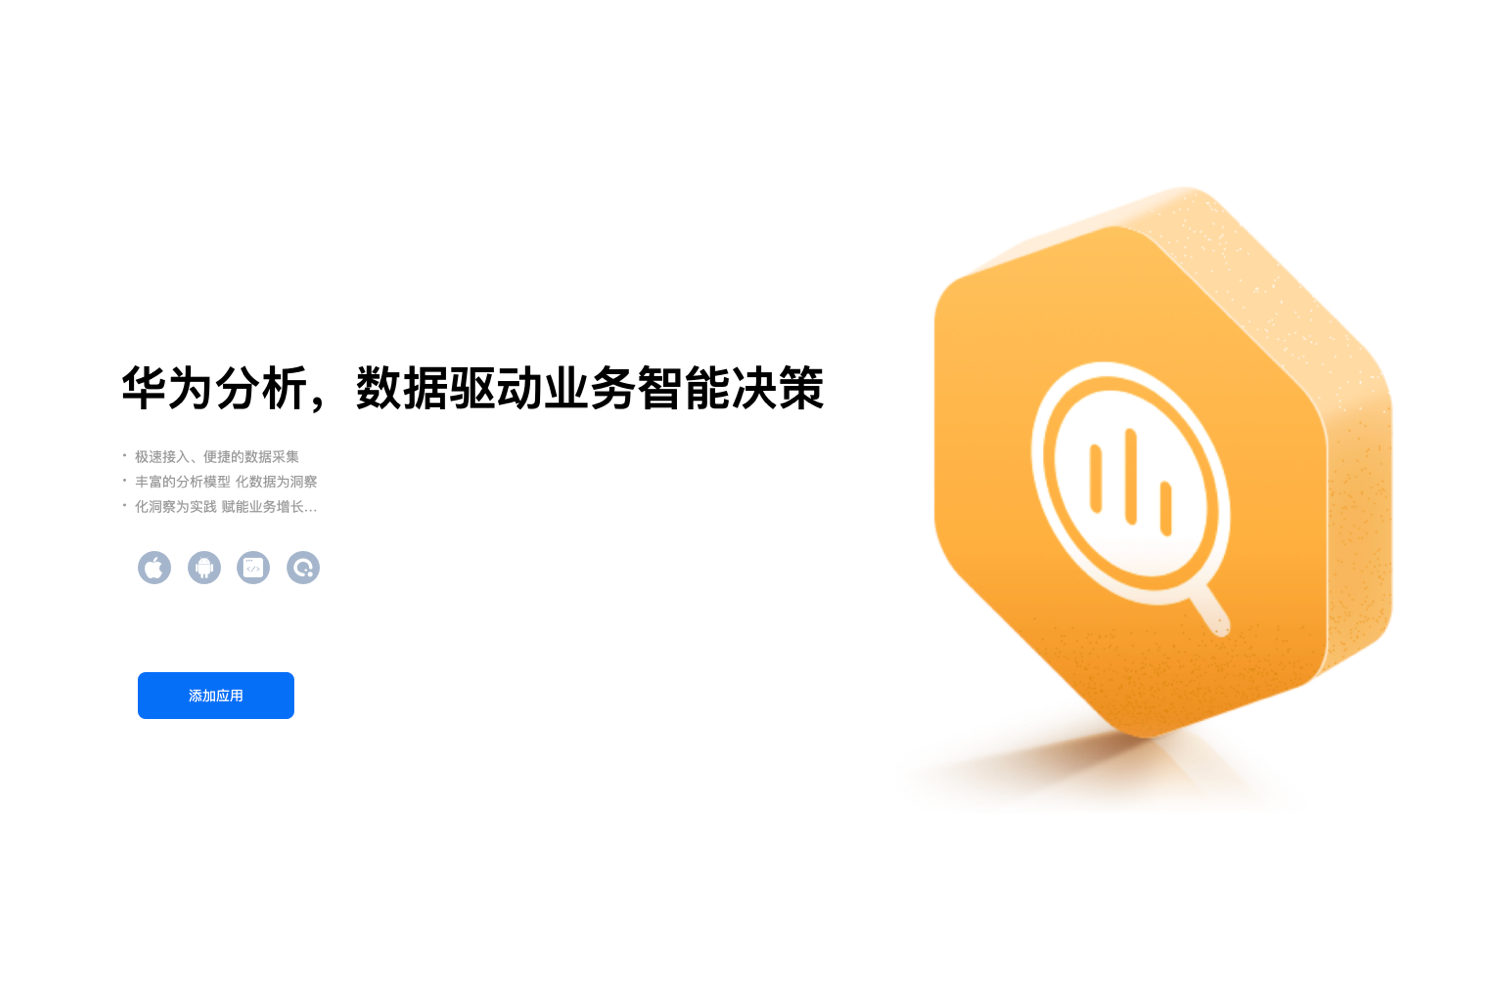 华为分析，数据驱动业务智能决策
· 极速接入、便捷的数据采集
· 丰富的分析模型 化数据为洞察
· 化洞察为实践 赋能业务增长...
</>
添加应用